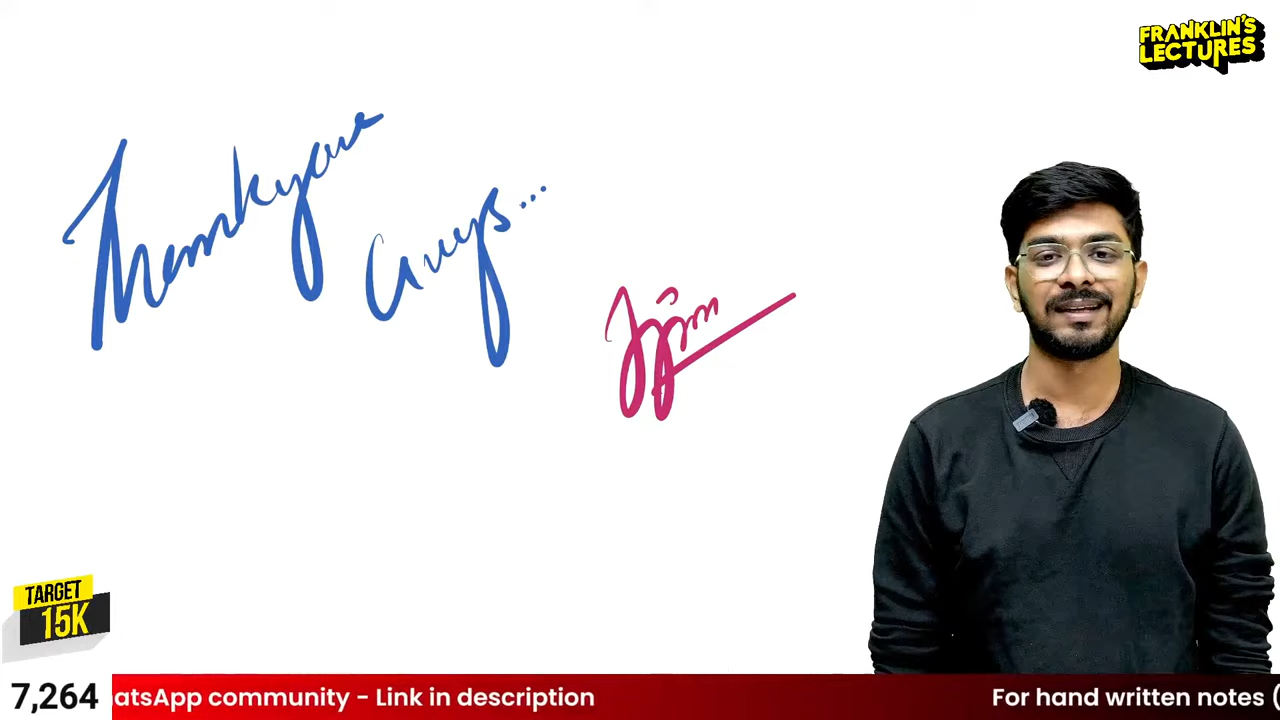 FRANKLIN'S
LECTURES
Thankyou
Guys...
TARGET
15K
7,264
atsApp community - Link in description
For hand written notes (